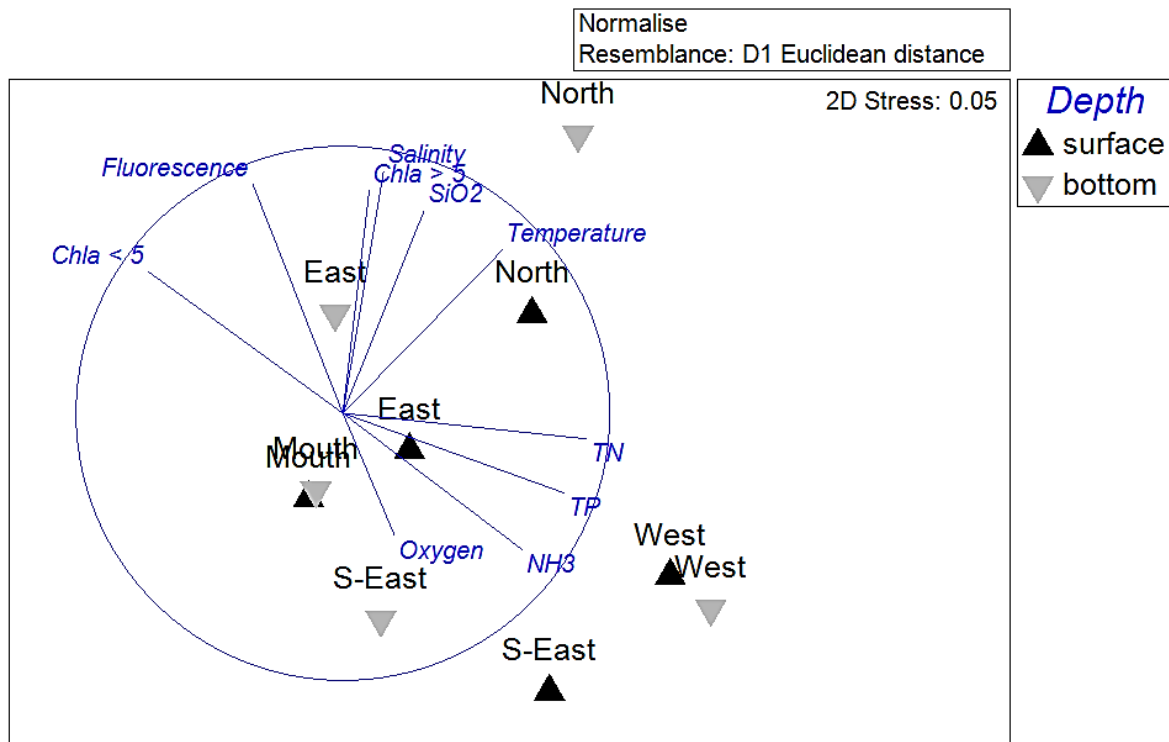 Normalise
Resemblance: D1 Euclidean distance
2D Stress: 0.05
Depth
surface
bottom
North
Salinity
Fluorescence
Chla > 5
SiO2
Temperature
Chla < 5
East
North
East
TN
Mouth
Mouth
TP
West
Oxygen
NH3
West
S-East
S-East